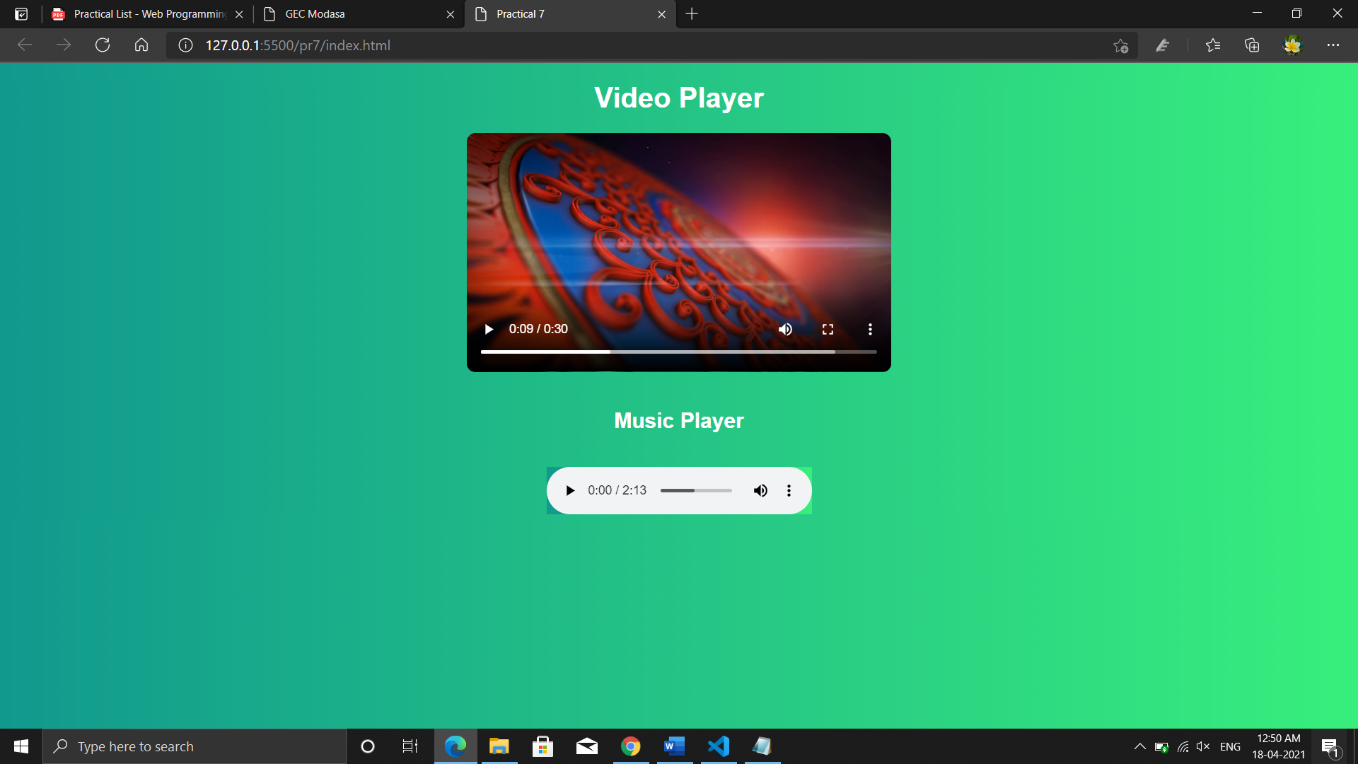 Practical List - Web Programming
GEC Modasa
Practical 7
127.0.0.1:5500/pr7/index.html
Video Player
0:09 / 0:30
Music Player
0:00 / 2:13
Type here to search
ENG
12:50 AM
18-04-2021
1